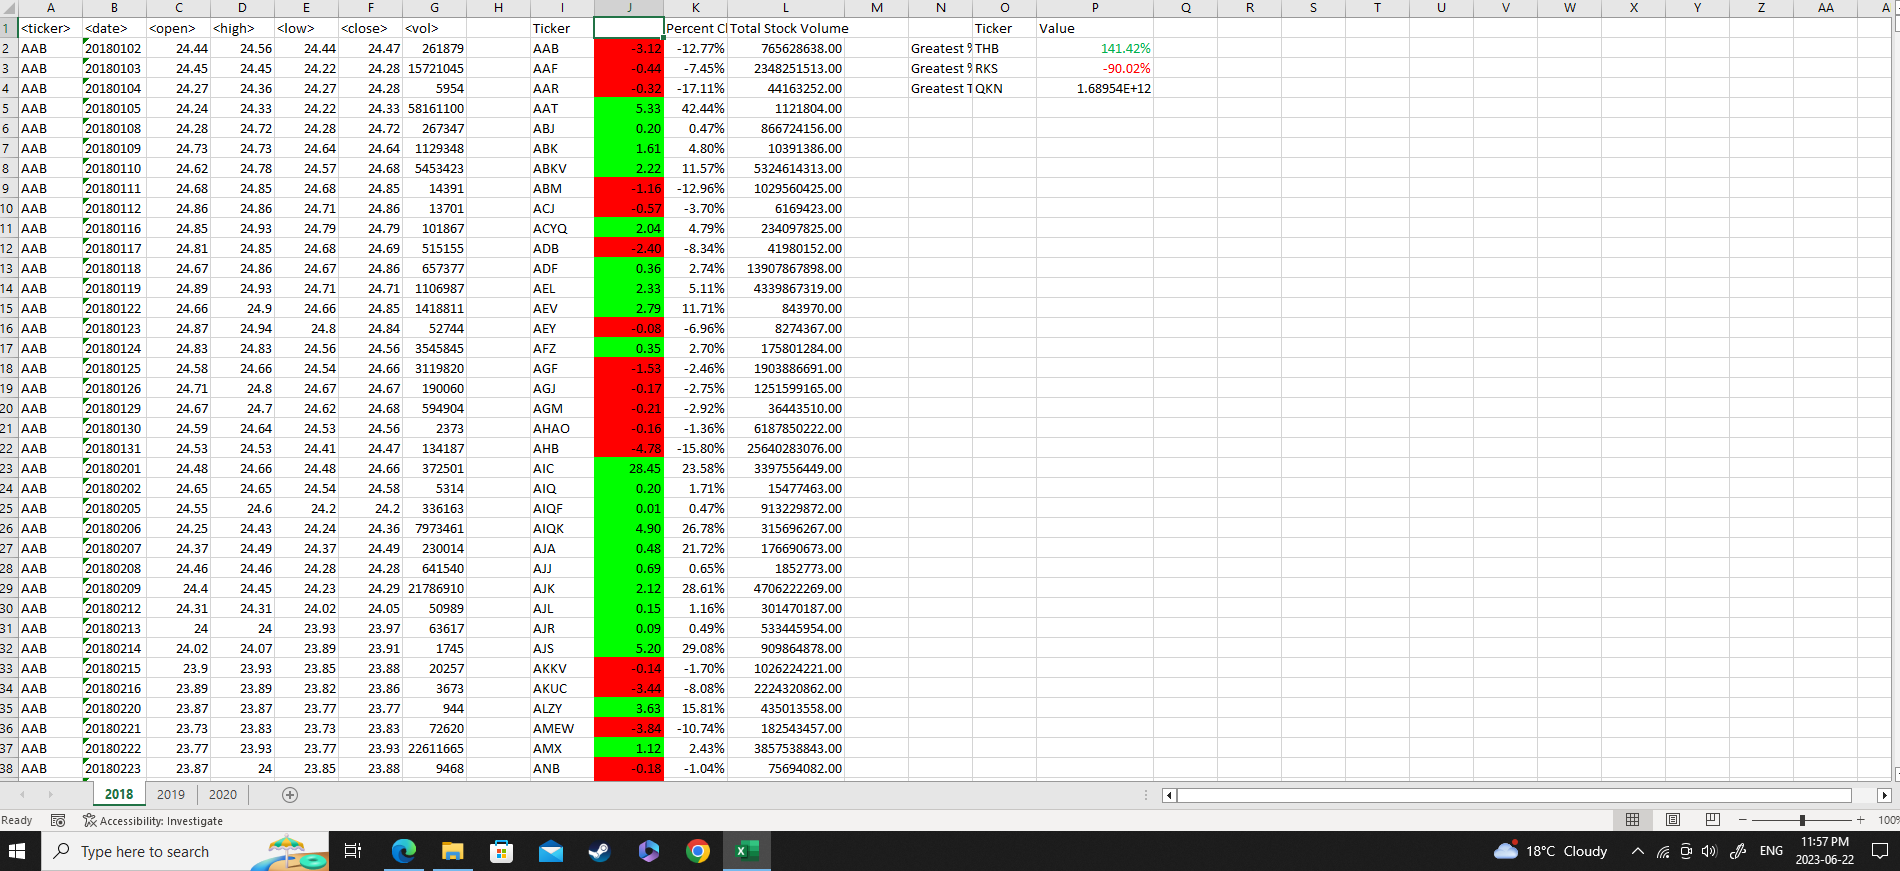 A B C D E F G H I J K L M N O P Q R S T U V W X Y Z AA A
1 <ticker> <date> <open> <high> <low> <close> <vol> Ticker Percent Cl Total Stock Volume Ticker Value
2 AAB 20180102 24.44 24.56 24.44 24.47 261879 AAB -3.12 -12.77% 765628638.00 Greatest % THB 141.42%
3 AAB 20180103 24.45 24.45 24.22 24.28 15721045 AAF -0.44 -7.45% 2348251513.00 Greatest % RKS -90.02%
4 AAB 20180104 24.27 24.36 24.27 24.28 5954 AAR -0.32 -17.11% 44163252.00 Greatest T QKN 1.68954E+12
5 AAB 20180105 24.24 24.33 24.22 24.33 58161100 AAT 5.33 42.44% 1121804.00
6 AAB 20180108 24.28 24.72 24.28 24.72 267347 ABJ 0.20 0.47% 866724156.00
7 AAB 20180109 24.73 24.73 24.64 24.64 1129348 ABK 1.61 4.80% 10391386.00
8 AAB 20180110 24.62 24.78 24.57 24.68 5453423 ABKV 2.22 11.57% 5324614313.00
9 AAB 20180111 24.68 24.85 24.68 24.85 14391 ABM -1.16 -12.96% 1029560425.00
10 AAB 20180112 24.86 24.86 24.71 24.86 13701 ACJ -0.57 -3.70% 6169423.00
11 AAB 20180116 24.85 24.93 24.79 24.79 101867 ACYQ 2.04 4.79% 234097825.00
12 AAB 20180117 24.81 24.85 24.68 24.69 515155 ADB -2.40 -8.34% 41980152.00
13 AAB 20180118 24.67 24.86 24.67 24.86 657377 ADF 0.36 2.74% 13907867898.00
14 AAB 20180119 24.89 24.93 24.71 24.71 1106987 AEL 2.33 5.11% 4339867319.00
15 AAB 20180122 24.66 24.9 24.66 24.85 1418811 AEV 2.79 11.71% 843970.00
16 AAB 20180123 24.87 24.94 24.8 24.84 52744 AEY -0.08 -6.96% 8274367.00
17 AAB 20180124 24.83 24.83 24.56 24.56 3545845 AFZ 0.35 2.70% 175801284.00
18 AAB 20180125 24.58 24.66 24.54 24.66 3119820 AGF -1.53 -2.46% 1903886691.00
19 AAB 20180126 24.71 24.8 24.67 24.67 190060 AGJ -0.17 -2.75% 1251599165.00
20 AAB 20180129 24.67 24.7 24.62 24.68 594904 AGM -0.21 -2.92% 36443510.00
21 AAB 20180130 24.59 24.64 24.53 24.56 2373 AHAO -0.16 -1.36% 6187850222.00
22 AAB 20180131 24.53 24.53 24.41 24.47 134187 AHB -4.78 -15.80% 25640283076.00
23 AAB 20180201 24.48 24.66 24.48 24.66 372501 AIC 28.45 23.58% 3397556449.00
24 AAB 20180202 24.65 24.65 24.54 24.58 5314 AIQ 0.20 1.71% 15477463.00
25 AAB 20180205 24.55 24.6 24.2 24.2 336163 AIQF 0.01 0.47% 913229872.00
26 AAB 20180206 24.25 24.43 24.24 24.36 7973461 AIQK 4.90 26.78% 315696267.00
27 AAB 20180207 24.37 24.49 24.37 24.49 230014 AJA 0.48 21.72% 176690673.00
28 AAB 20180208 24.46 24.46 24.28 24.28 641540 AJJ 0.69 0.65% 1852773.00
29 AAB 20180209 24.4 24.45 24.23 24.29 21786910 AJK 2.12 28.61% 4706222269.00
30 AAB 20180212 24.31 24.31 24.02 24.05 50989 AJL 0.15 1.16% 301470187.00
31 AAB 20180213 24 24 23.93 23.97 63617 AJR 0.09 0.49% 533445954.00
32 AAB 20180214 24.02 24.07 23.89 23.91 1745 AJS 5.20 29.08% 909864878.00
33 AAB 20180215 23.9 23.93 23.85 23.88 20257 AKKV -0.14 -1.70% 1026224221.00
34 AAB 20180216 23.89 23.89 23.82 23.86 3673 AKUC -3.44 -8.08% 2224320862.00
35 AAB 20180220 23.87 23.87 23.77 23.77 944 ALZY 3.63 15.81% 435013558.00
36 AAB 20180221 23.73 23.83 23.73 23.83 72620 AMEW -3.84 -10.74% 182543457.00
37 AAB 20180222 23.77 23.93 23.77 23.93 22611665 AMX 1.12 2.43% 3857538843.00
38 AAB 20180223 23.87 24 23.85 23.88 9468 ANB -0.18 -1.04% 75694082.00
2018 2019 2020
Ready Accessibility: Investigate 100%
Type here to search 18°C Cloudy ENG 11:57 PM
2023-06-22